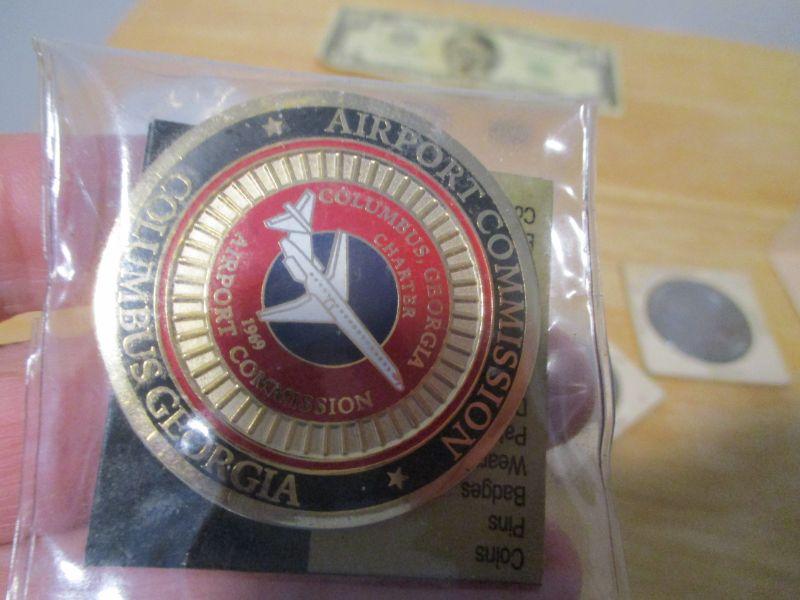 AIRPORT COMMISSION
COLUMBUS GEORGIA
COLUMBUS, GEORGIA
CHARTER
1969
AIRPORT COMMISSION
Coins
Pins
Badges